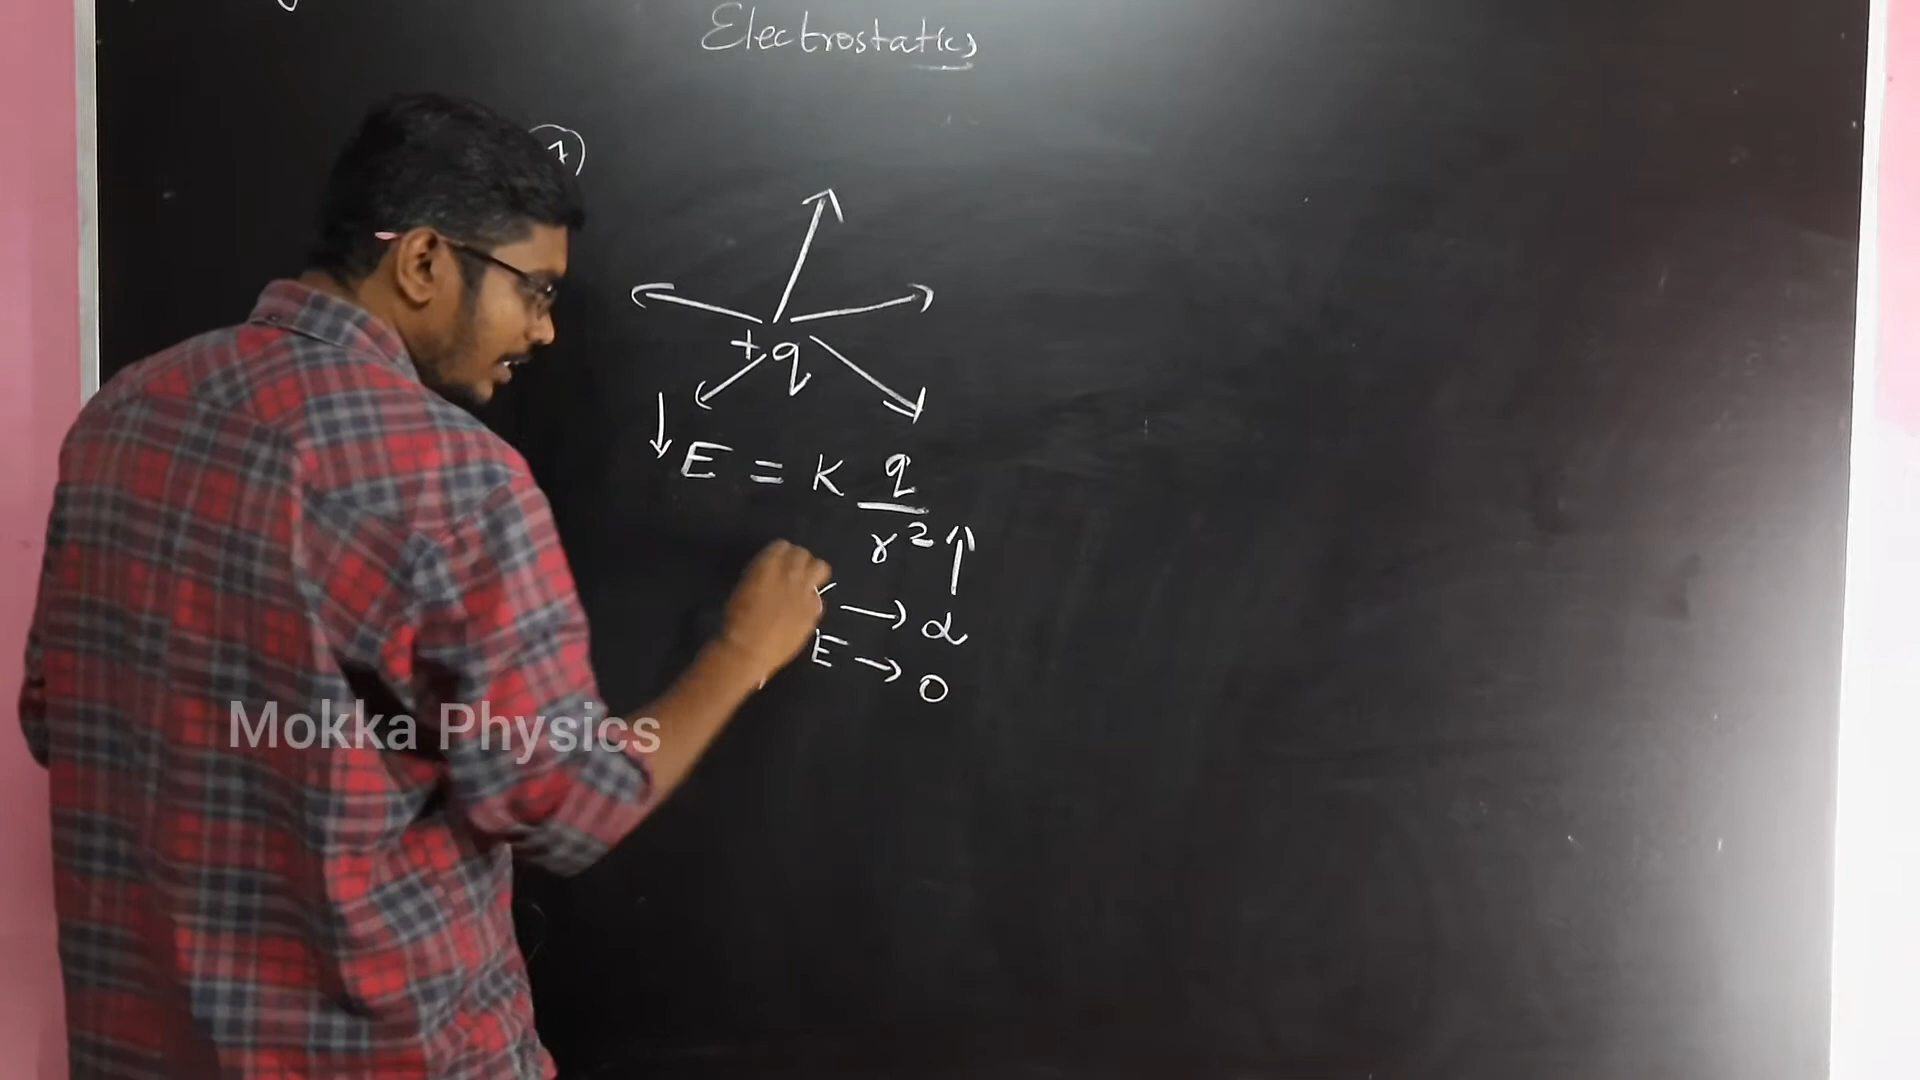 Electrostatics
+q
↓ E = K q
r² ↑
→ α
E → 0
Mokka Physics